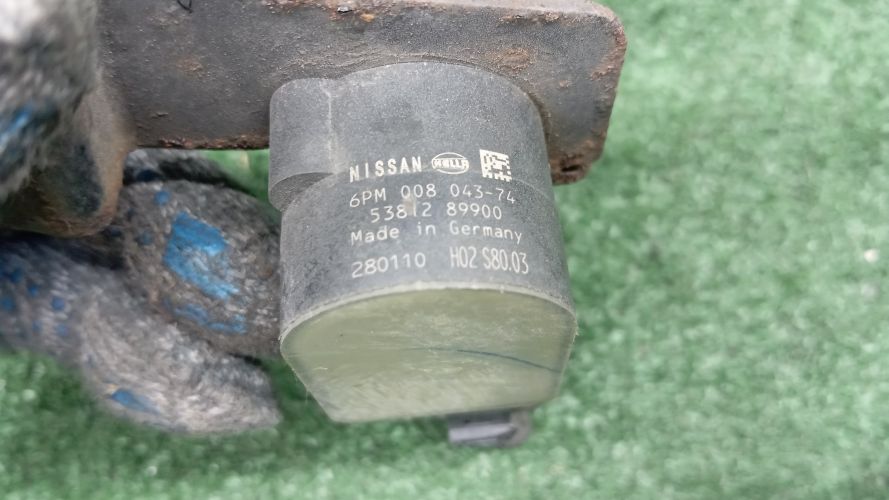 NISSAN HELLA
6PM 008 043-74
53812 89900
Made in Germany
280110 H02 S80.03